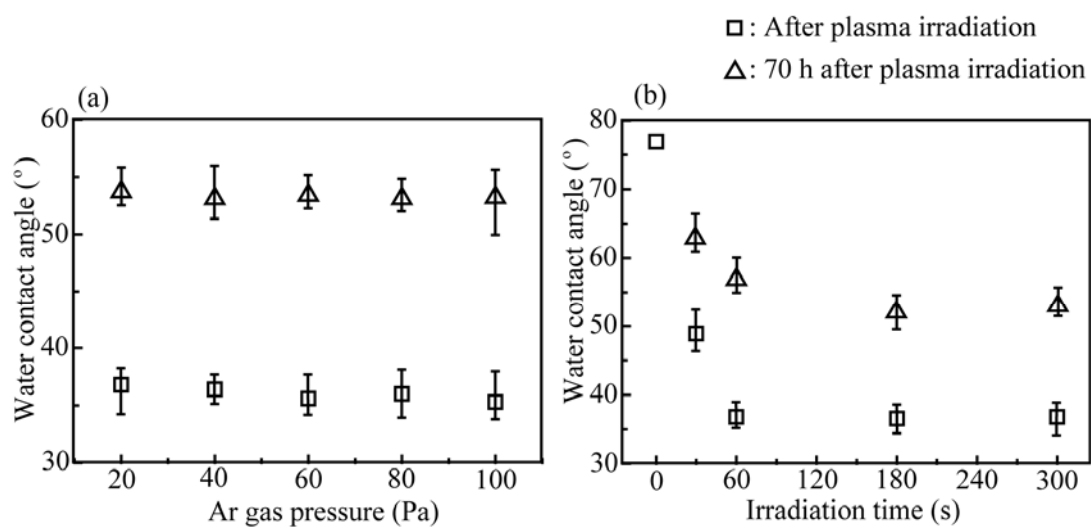 □: After plasma irradiation
△: 70 h after plasma irradiation
(a)
60
50
40
30
Water contact angle (°)
20 40 60 80 100
Ar gas pressure (Pa)
(b)
80
70
60
50
40
30
Water contact angle (°)
0 60 120 180 240 300
Irradiation time (s)